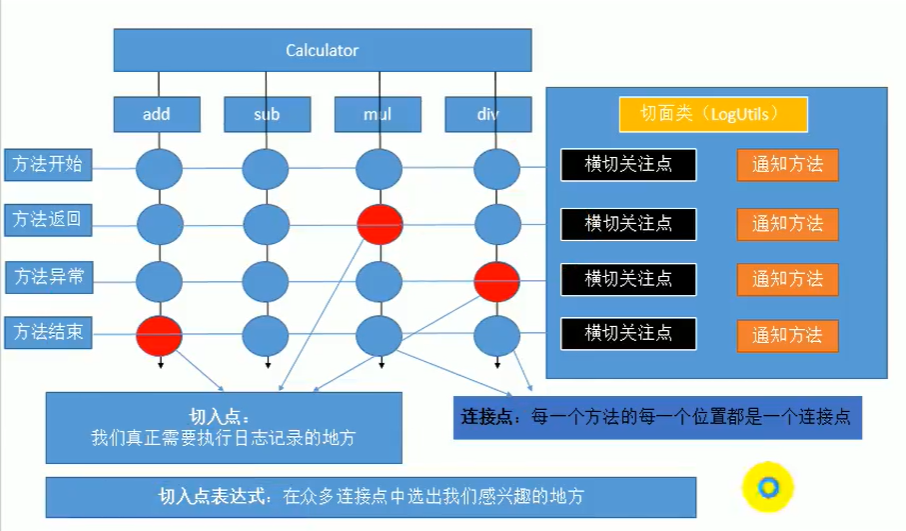 Calculator
add
sub
mul
div
切面类（LogUtils）
方法开始
横切关注点
通知方法
方法返回
横切关注点
通知方法
方法异常
横切关注点
通知方法
方法结束
横切关注点
通知方法
切入点：
我们真正需要执行日志记录的地方
连接点：每一个方法的每一个位置都是一个连接点
切入点表达式：在众多连接点中选出我们感兴趣的地方